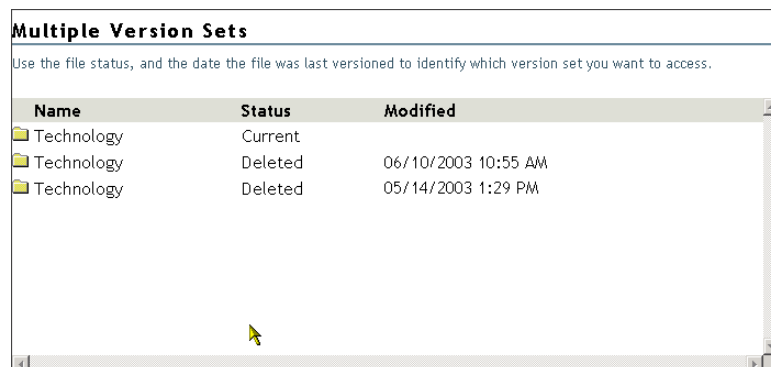 Multiple Version Sets
Use the file status, and the date the file was last versioned to identify which version set you want to access.
Name Status Modified
Technology Current
Technology Deleted 06/10/2003 10:55 AM
Technology Deleted 05/14/2003 1:29 PM